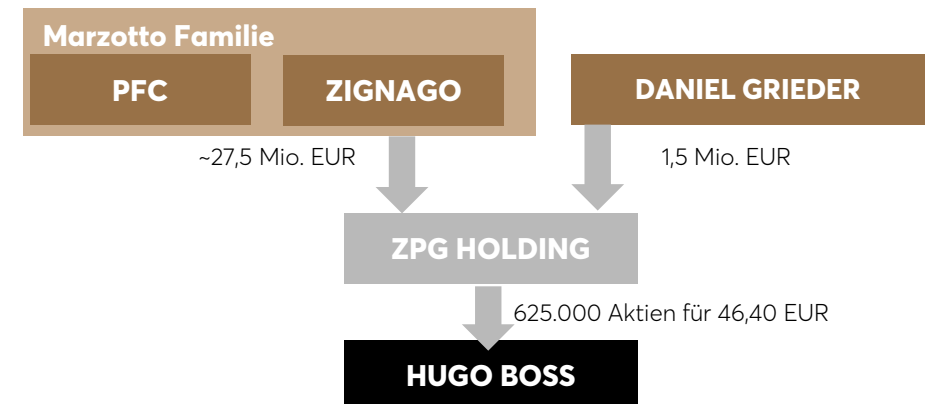 Marzotto Familie
PFC
ZIGNAGO
DANIEL GRIEDER
~27,5 Mio. EUR
1,5 Mio. EUR
ZPG HOLDING
625.000 Aktien für 46,40 EUR
HUGO BOSS